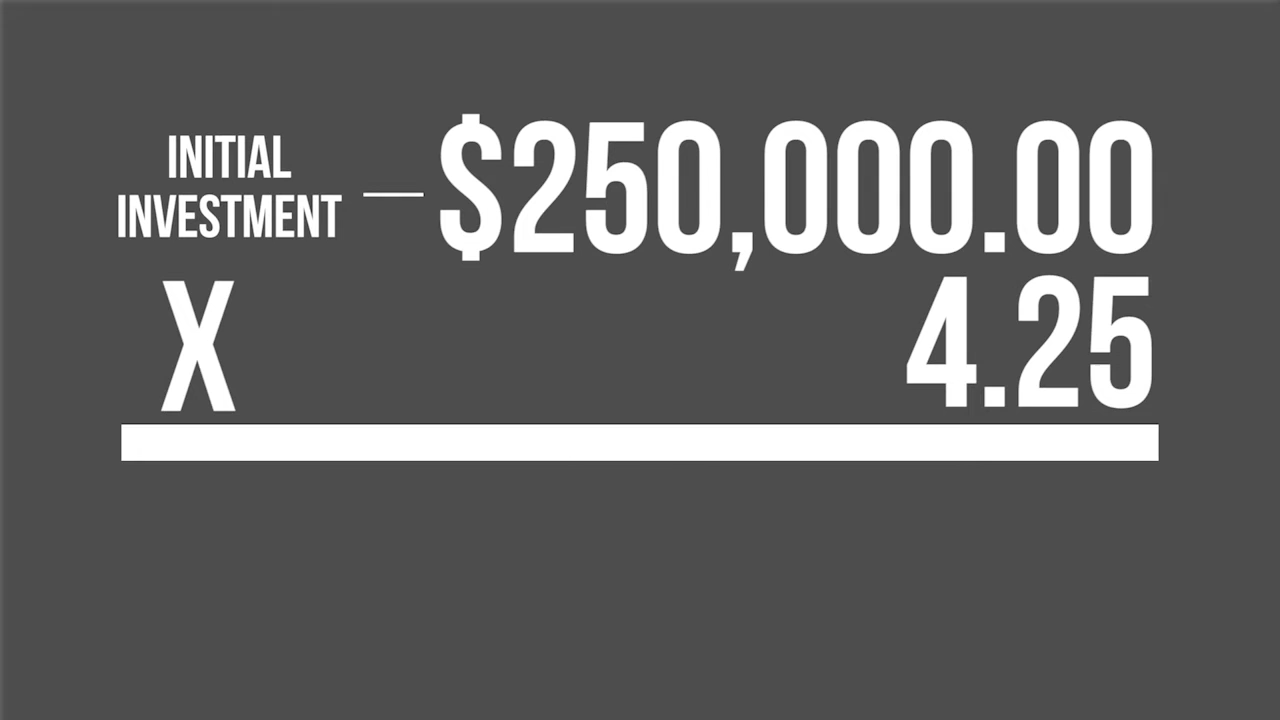 INITIAL
INVESTMENT — $250,000.00
X 4.25